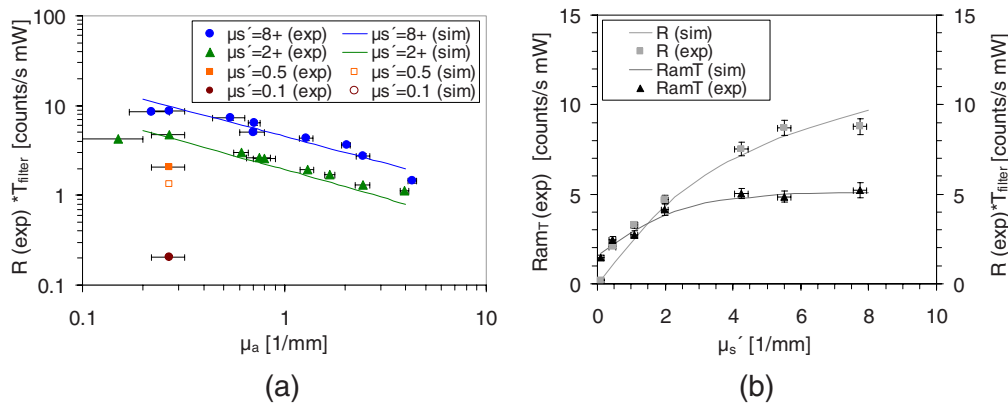 100
10
1
0.1
R (exp) *Tfilter [counts/s mW]
μs´=8+ (exp) μs´=8+ (sim)
μs´=2+ (exp) μs´=2+ (sim)
μs´=0.5 (exp) μs´=0.5 (sim)
μs´=0.1 (exp) μs´=0.1 (sim)
0.1 1 10
μa [1/mm]
(a)
15
10
5
0
RamT (exp) [counts/s mW]
R (sim)
R (exp)
RamT (sim)
RamT (exp)
15
10
5
0
R (exp)*Tfilter [counts/s mW]
0 2 4 6 8 10
μs´ [1/mm]
(b)